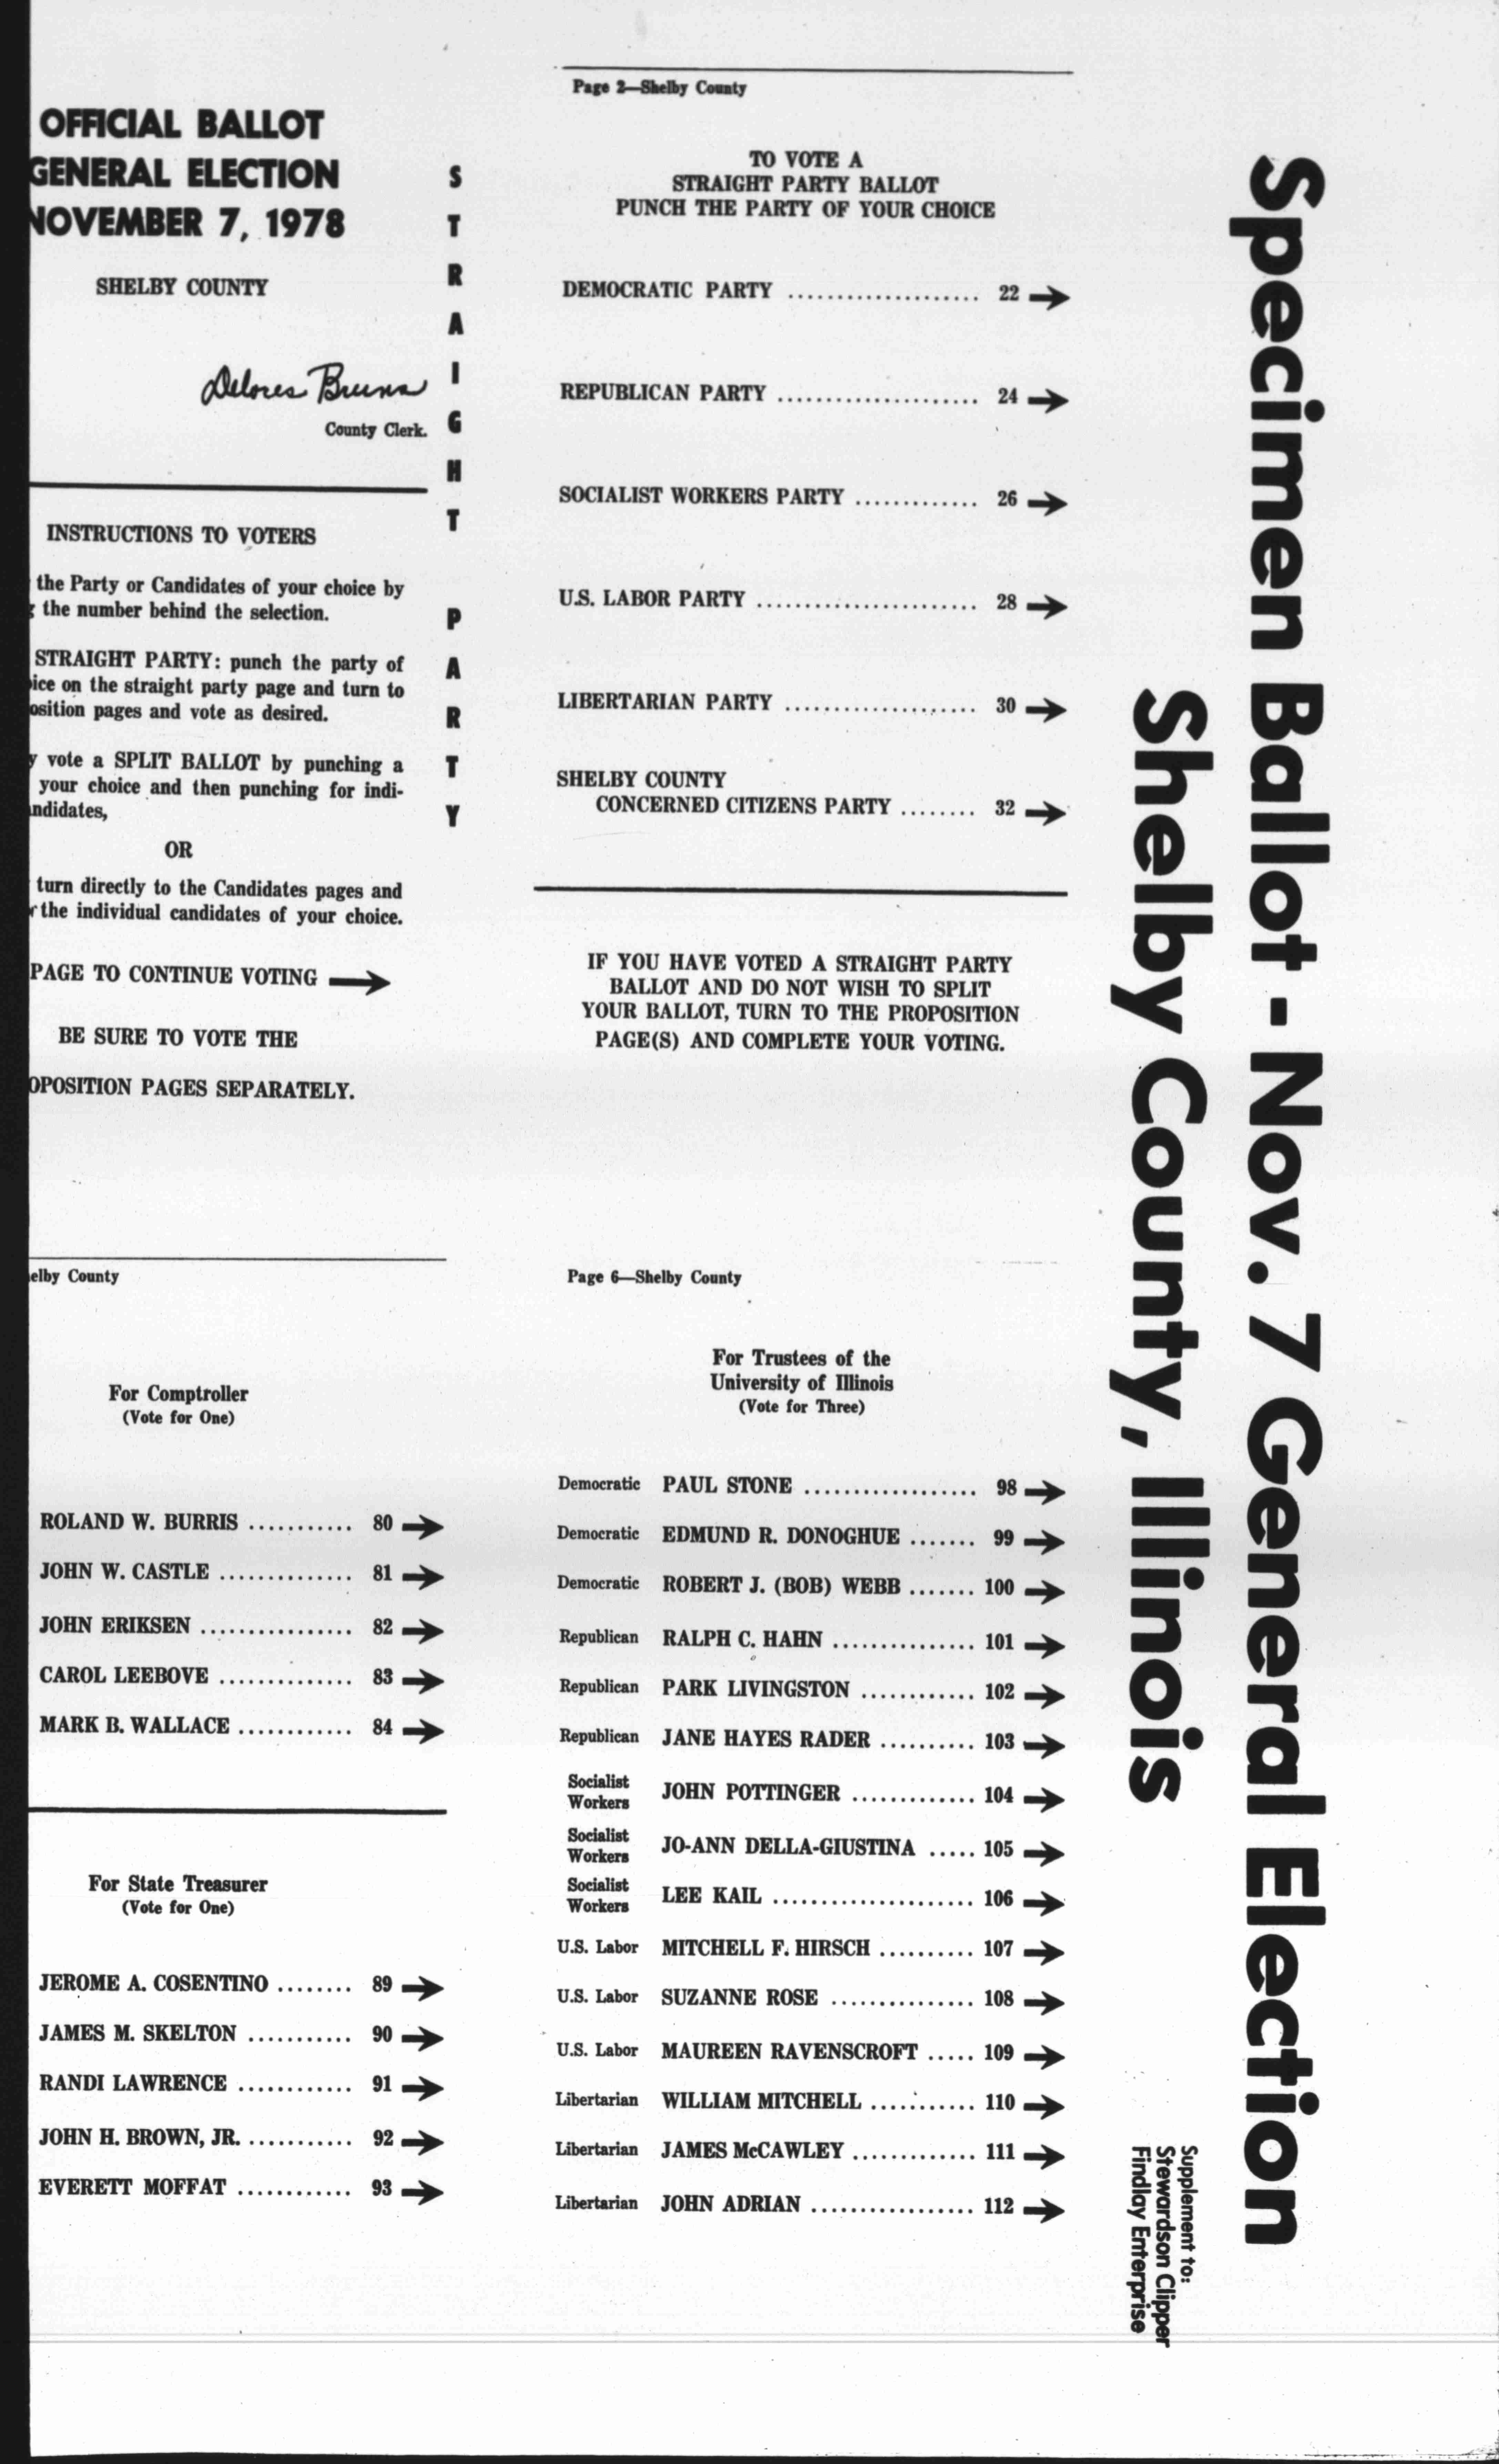 OFFICIAL BALLOT
GENERAL ELECTION
NOVEMBER 7, 1978
SHELBY COUNTY
Delores Bruns
County Clerk.
INSTRUCTIONS TO VOTERS
the Party or Candidates of your choice by
the number behind the selection.
STRAIGHT PARTY: punch the party of
ice on the straight party page and turn to
osition pages and vote as desired.
y vote a SPLIT BALLOT by punching a
your choice and then punching for indi-
ndidates,
OR
turn directly to the Candidates pages and
r the individual candidates of your choice.
PAGE TO CONTINUE VOTING →
BE SURE TO VOTE THE
OPOSITION PAGES SEPARATELY.
STRAIGHT PARTY
Page 2—Shelby County
TO VOTE A
STRAIGHT PARTY BALLOT
PUNCH THE PARTY OF YOUR CHOICE
DEMOCRATIC PARTY .................... 22 →
REPUBLICAN PARTY ..................... 24 →
SOCIALIST WORKERS PARTY ............. 26 →
U.S. LABOR PARTY ....................... 28 →
LIBERTARIAN PARTY .................... 30 →
SHELBY COUNTY
CONCERNED CITIZENS PARTY ........ 32 →
IF YOU HAVE VOTED A STRAIGHT PARTY
BALLOT AND DO NOT WISH TO SPLIT
YOUR BALLOT, TURN TO THE PROPOSITION
PAGE(S) AND COMPLETE YOUR VOTING.
elby County
For Comptroller
(Vote for One)
ROLAND W. BURRIS ........... 80 →
JOHN W. CASTLE .............. 81 →
JOHN ERIKSEN ................ 82 →
CAROL LEEBOVE .............. 83 →
MARK B. WALLACE ............ 84 →
For State Treasurer
(Vote for One)
JEROME A. COSENTINO ........ 89 →
JAMES M. SKELTON ........... 90 →
RANDI LAWRENCE ............ 91 →
JOHN H. BROWN, JR. ........... 92 →
EVERETT MOFFAT ............ 93 →
Page 6—Shelby County
For Trustees of the
University of Illinois
(Vote for Three)
Democratic PAUL STONE .................. 98 →
Democratic EDMUND R. DONOGHUE ....... 99 →
Democratic ROBERT J. (BOB) WEBB ....... 100 →
Republican RALPH C. HAHN ............... 101 →
Republican PARK LIVINGSTON ............ 102 →
Republican JANE HAYES RADER .......... 103 →
Socialist
Workers JOHN POTTINGER ............. 104 →
Socialist
Workers JO-ANN DELLA-GIUSTINA ..... 105 →
Socialist
Workers LEE KAIL ..................... 106 →
U.S. Labor MITCHELL F. HIRSCH .......... 107 →
U.S. Labor SUZANNE ROSE ............... 108 →
U.S. Labor MAUREEN RAVENSCROFT ..... 109 →
Libertarian WILLIAM MITCHELL ........... 110 →
Libertarian JAMES McCAWLEY ............. 111 →
Libertarian JOHN ADRIAN ................. 112 →
Specimen Ballot - Nov. 7 General Election
Shelby County, Illinois
Supplement to:
Stewardson Clipper
Findlay Enterprise